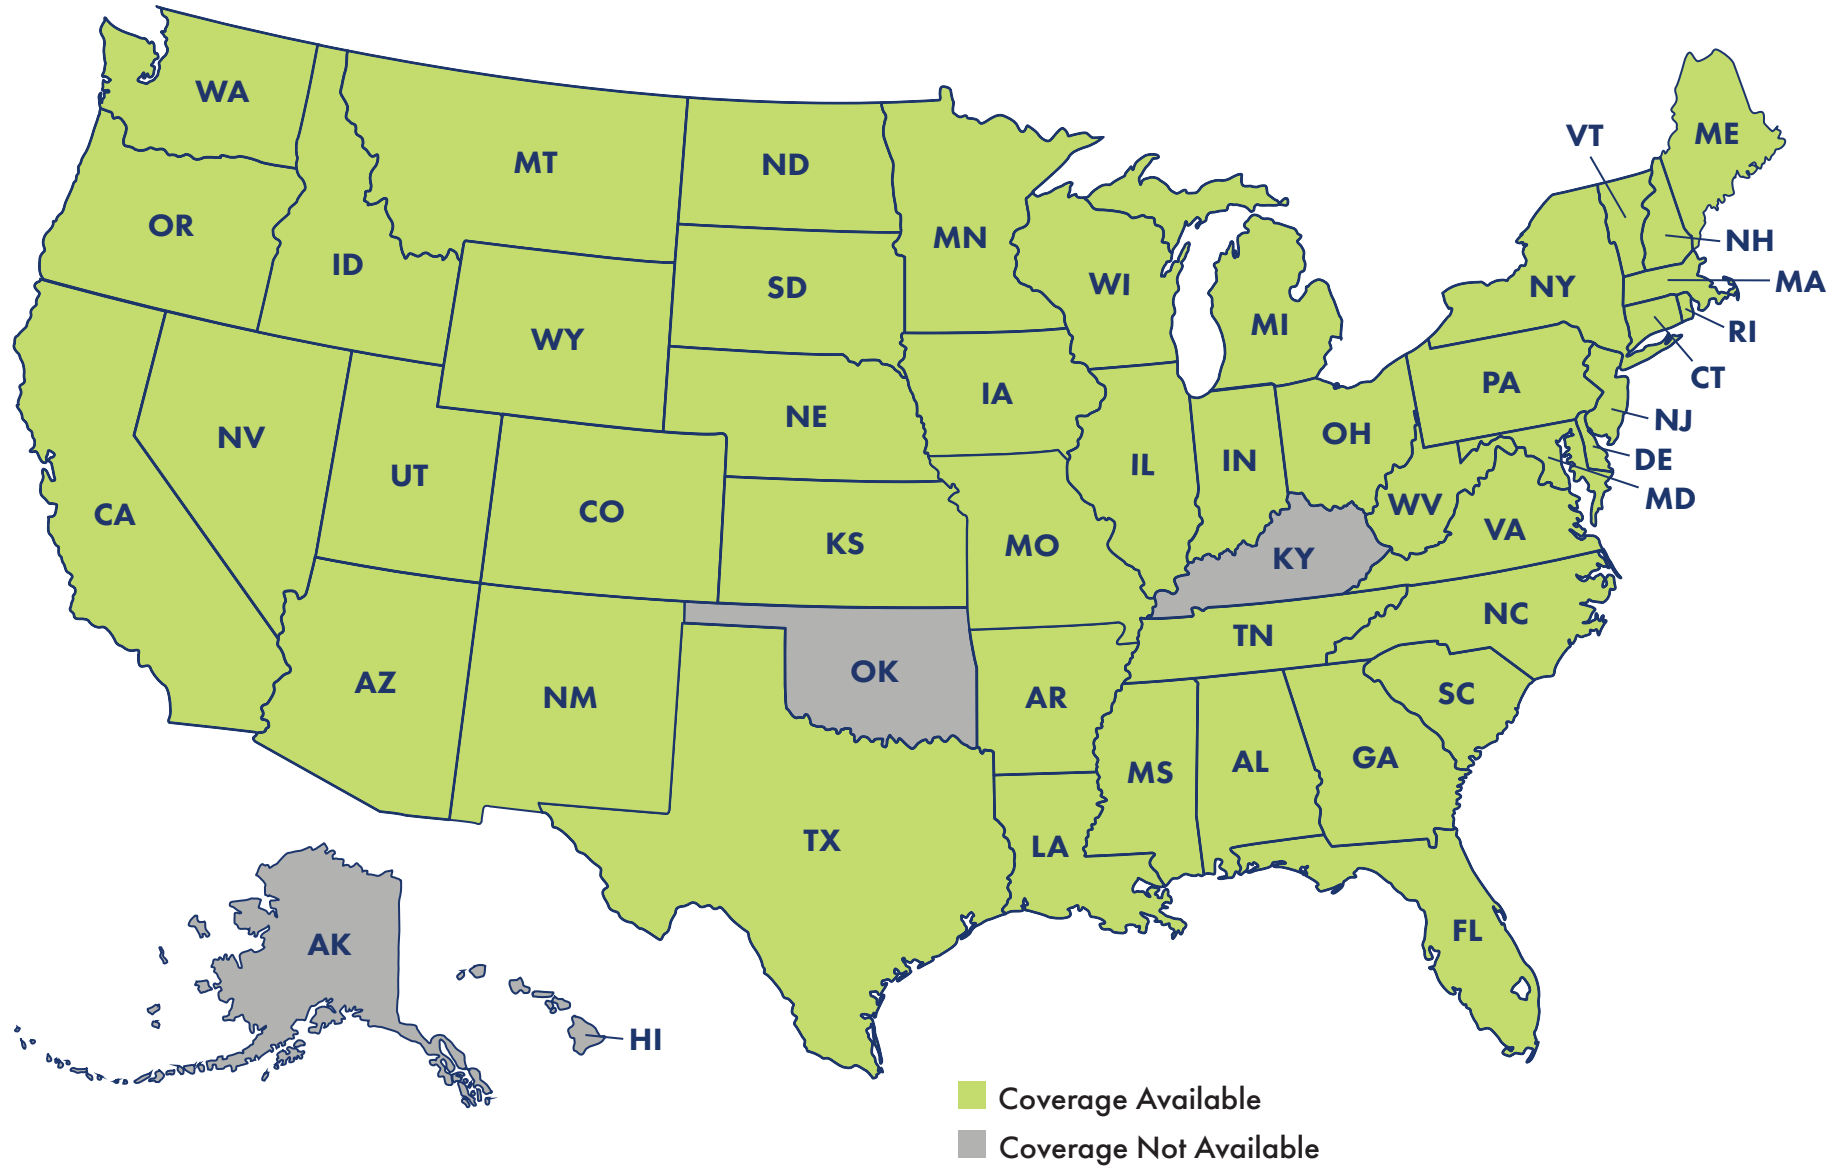 WA
OR
CA
NV
ID
MT
WY
UT
AZ
CO
NM
ND
SD
NE
KS
OK
TX
MN
IA
MO
AR
LA
WI
IL
MS
MI
IN
KY
TN
AL
OH
WV
VA
NC
SC
GA
FL
PA
NY
VT
ME
NH
MA
RI
CT
NJ
DE
MD
AK
HI
Coverage Available
Coverage Not Available